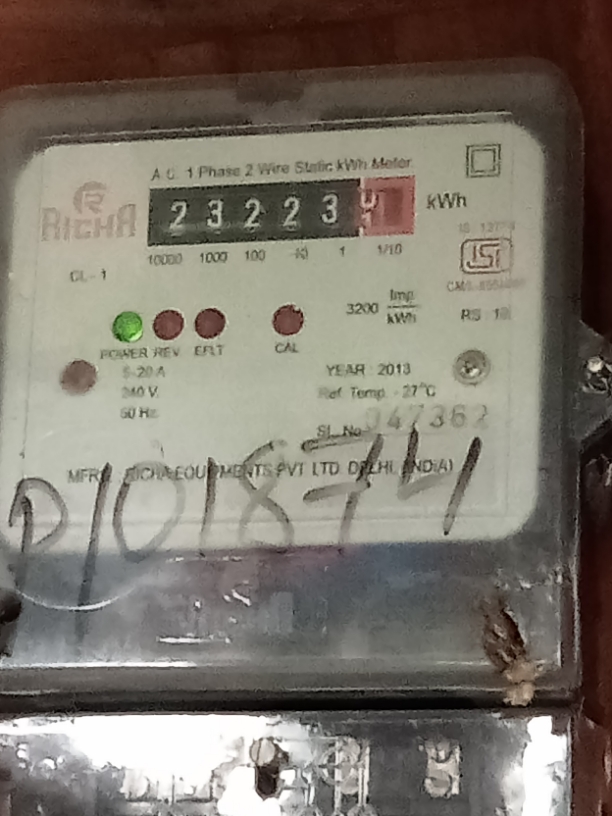 A.C. 1 Phase 2 Wire Static kWh Meter
RICHA
23223 kWh
10000 1000 100 10 1 1/10
CL-1
3200 Imp/kWh
POWER REV EFLT CAL
5-20 A
240 V
50 Hz
YEAR : 2013
Ref. Temp. - 27°C
Sl. No. 047362
MFRD. RICHA EQUIPMENTS PVT LTD DELHI (INDIA)
D/01874